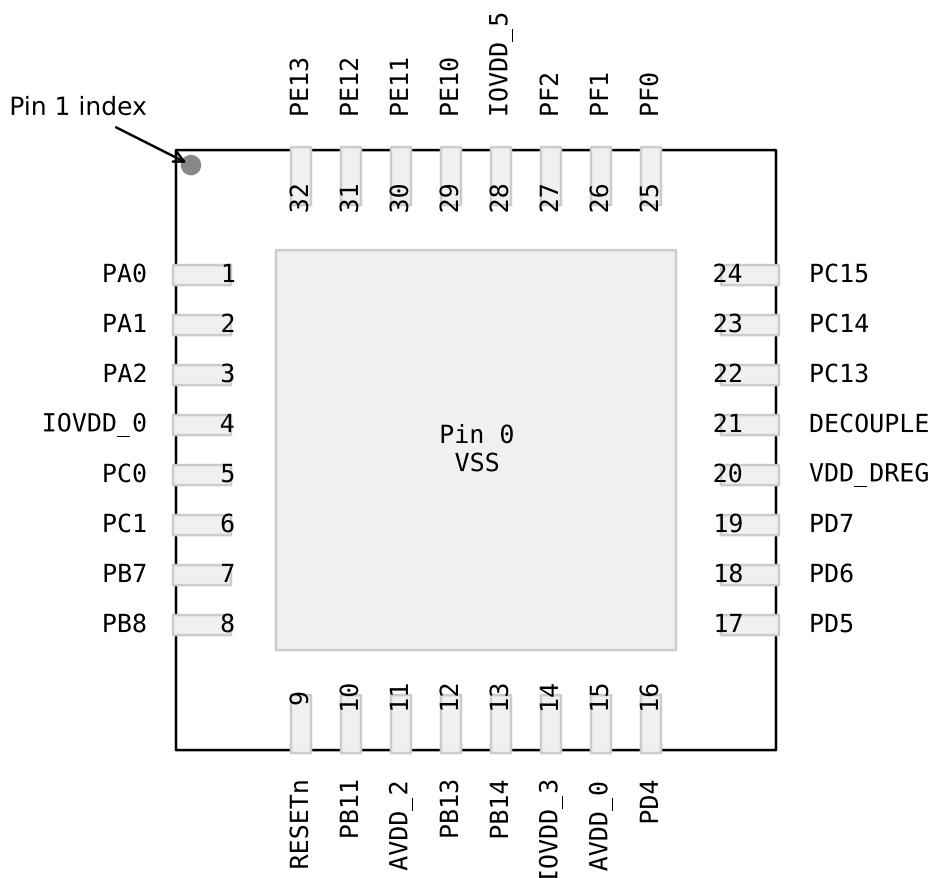 IOVDD_5
PE13
PE12
PE11
PE10
PF2
PF1
PF0
Pin 1 index
32
31
30
29
28
27
26
25
PA0 1
24 PC15
PA1 2
23 PC14
PA2 3
22 PC13
IOVDD_0 4
21 DECOUPLE
Pin 0
VSS
PC0 5
20 VDD_DREG
PC1 6
19 PD7
PB7 7
18 PD6
PB8 8
17 PD5
9
10
11
12
13
14
15
16
RESETn
PB11
AVDD_2
PB13
PB14
IOVDD_3
AVDD_0
PD4